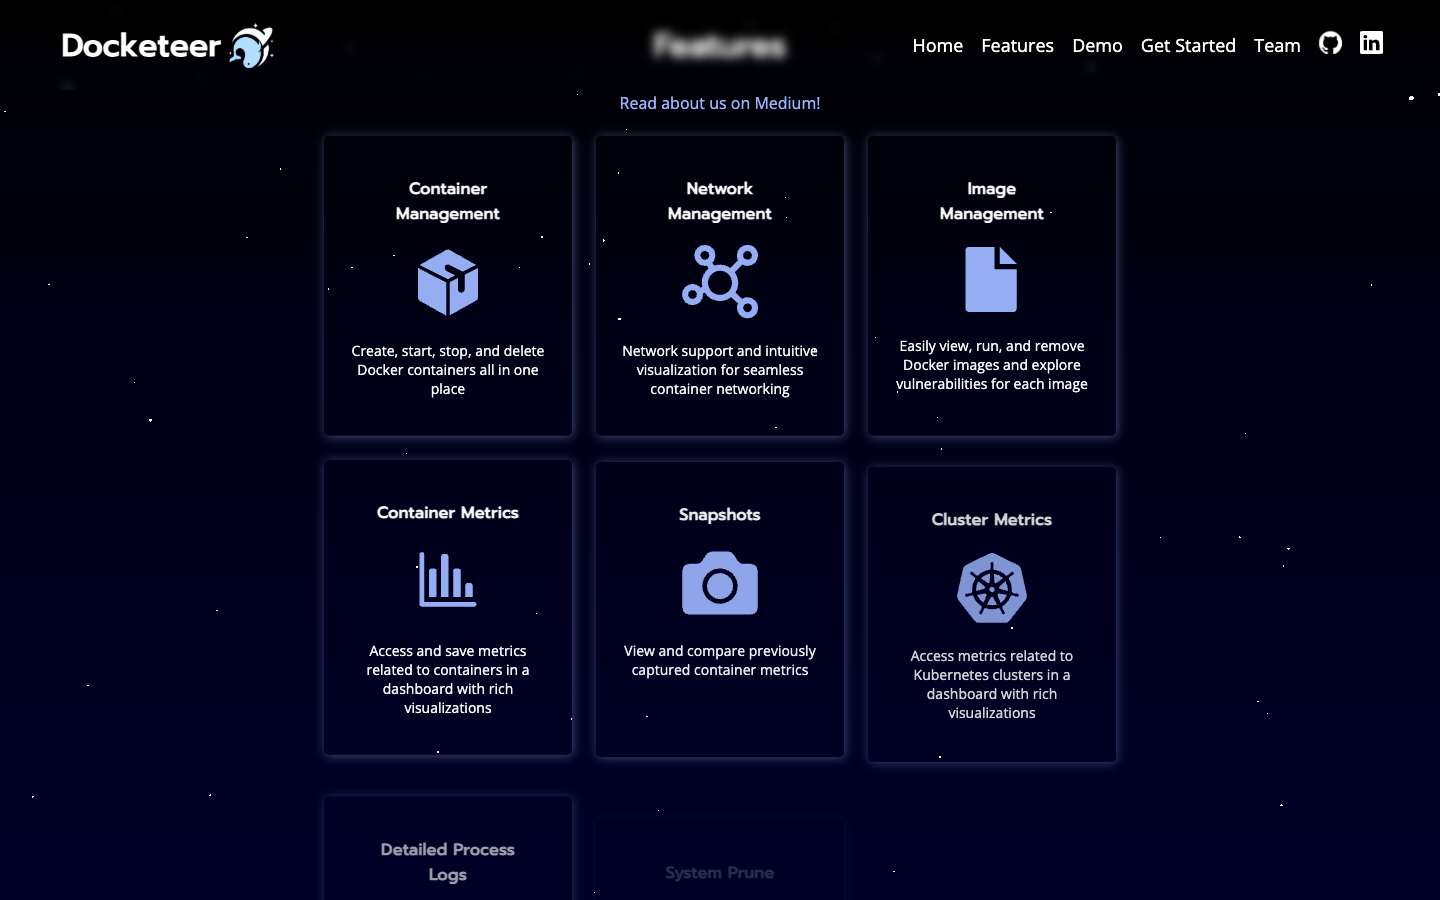 Docketeer
Features
Home Features Demo Get Started Team
Read about us on Medium!
Container
Management
Create, start, stop, and delete
Docker containers all in one
place
Network
Management
Network support and intuitive
visualization for seamless
container networking
Image
Management
Easily view, run, and remove
Docker images and explore
vulnerabilities for each image
Container Metrics
Access and save metrics
related to containers in a
dashboard with rich
visualizations
Snapshots
View and compare previously
captured container metrics
Cluster Metrics
Access metrics related to
Kubernetes clusters in a
dashboard with rich
visualizations
Detailed Process
Logs
System Prune